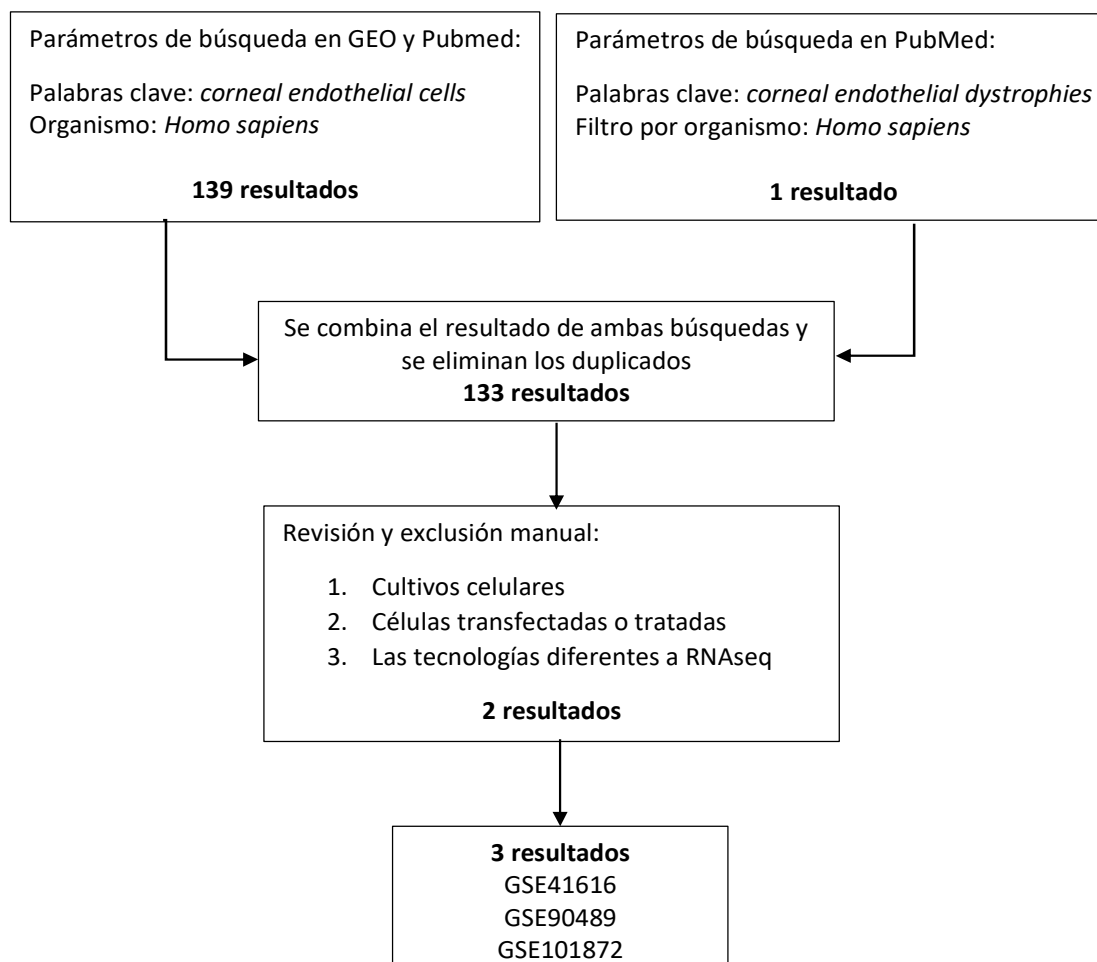 Parámetros de búsqueda en GEO y Pubmed:
Palabras clave: corneal endothelial cells
Organismo: Homo sapiens
139 resultados
Parámetros de búsqueda en PubMed:
Palabras clave: corneal endothelial dystrophies
Filtro por organismo: Homo sapiens
1 resultado
Se combina el resultado de ambas búsquedas y
se eliminan los duplicados
133 resultados
Revisión y exclusión manual:
1. Cultivos celulares
2. Células transfectadas o tratadas
3. Las tecnologías diferentes a RNAseq
2 resultados
3 resultados
GSE41616
GSE90489
GSE101872